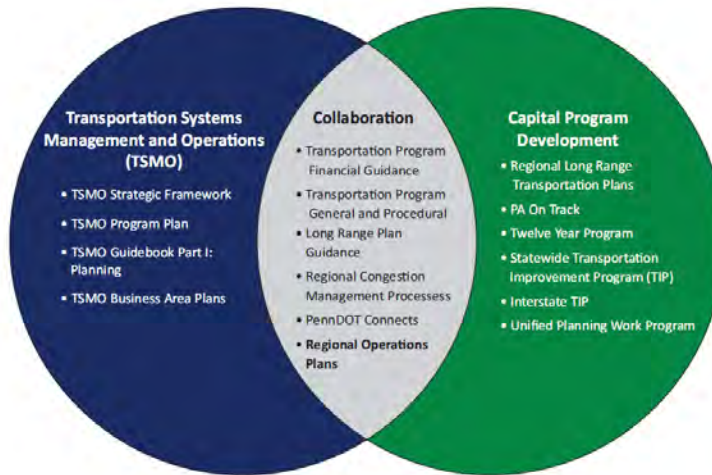 Transportation Systems
Management and Operations
(TSMO)
• TSMO Strategic Framework
• TSMO Program Plan
• TSMO Guidebook Part I:
Planning
• TSMO Business Area Plans
Collaboration
• Transportation Program
Financial Guidance
• Transportation Program
General and Procedural
• Long Range Plan
Guidance
• Regional Congestion
Management Processess
• PennDOT Connects
• Regional Operations
Plans
Capital Program
Development
• Regional Long Range
Transportation Plans
• PA On Track
• Twelve Year Program
• Statewide Transportation
Improvement Program (TIP)
• Interstate TIP
• Unified Planning Work Program